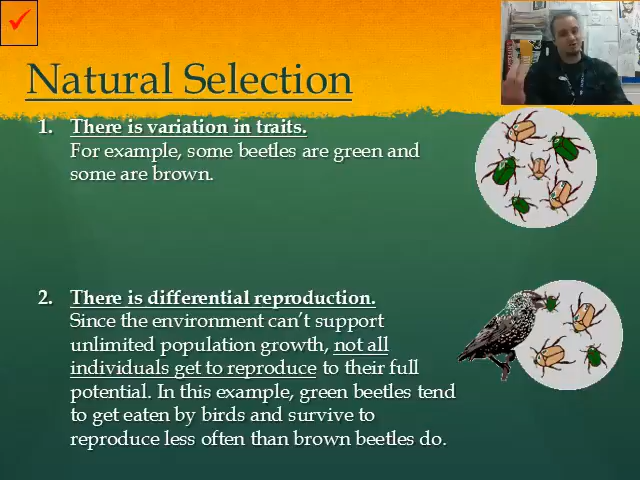 Natural Selection
1. There is variation in traits.
For example, some beetles are green and
some are brown.
2. There is differential reproduction.
Since the environment can't support
unlimited population growth, not all
individuals get to reproduce to their full
potential. In this example, green beetles tend
to get eaten by birds and survive to
reproduce less often than brown beetles do.